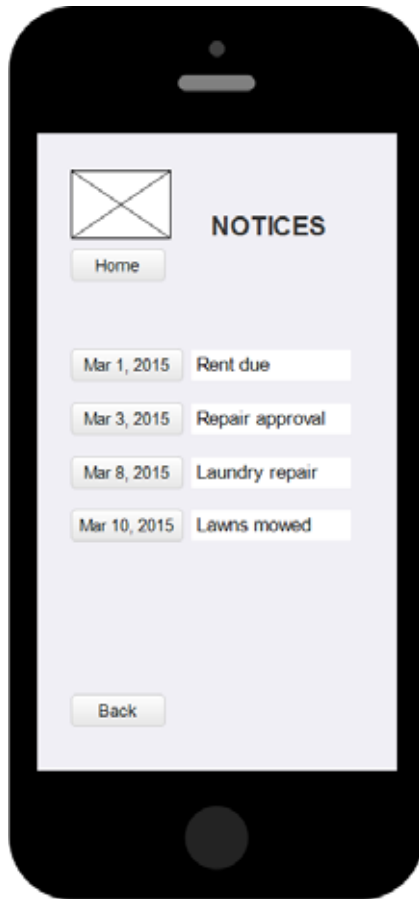 NOTICES
Home
Mar 1, 2015 Rent due
Mar 3, 2015 Repair approval
Mar 8, 2015 Laundry repair
Mar 10, 2015 Lawns mowed
Back